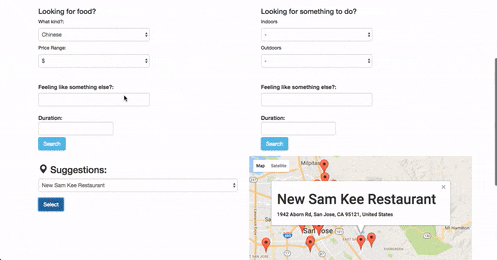 Looking for food?
What kind?:
Chinese
Price Range:
$
Feeling like something else?:
Duration:
Search
Suggestions:
New Sam Kee Restaurant
Select
Looking for something to do?
Indoors
-
Outdoors
-
Feeling like something else?:
Duration:
Search
Map Satellite
Milpitas
New Sam Kee Restaurant
1942 Aborn Rd, San Jose, CA 95121, United States
San Jose
Mt Hamilton